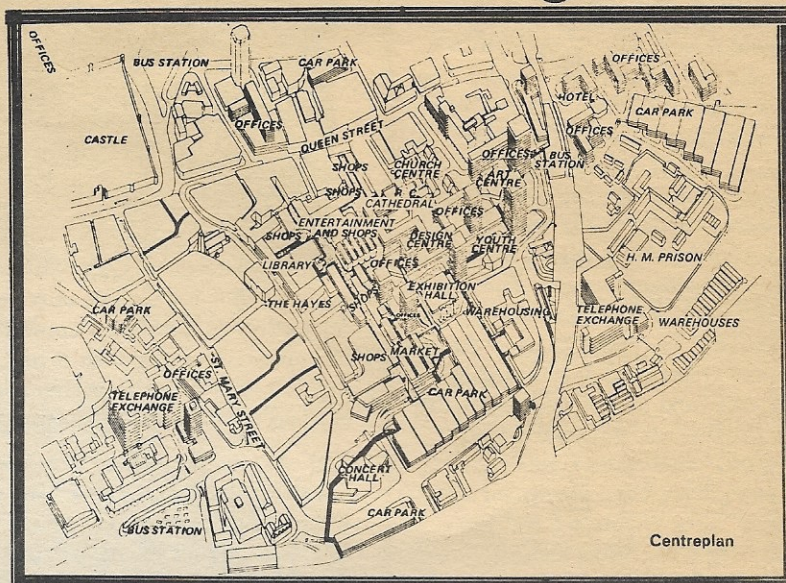 OFFICES
BUS STATION
CAR PARK
OFFICES
HOTEL
CAR PARK
OFFICES
CASTLE
QUEEN STREET
OFFICES
SHOPS
CHURCH
CENTRE
OFFICES
BUS
STATION
SHOPS
R. C.
CATHEDRAL
ART
CENTRE
ENTERTAINMENT
AND SHOPS
OFFICES
SHOPS
DESIGN
CENTRE
YOUTH
CENTRE
LIBRARY
OFFICES
H. M. PRISON
THE HAYES
SHOPS
EXHIBITION
HALL
CAR PARK
OFFICES
WAREHOUSING
TELEPHONE
EXCHANGE
WAREHOUSES
SHOPS
MARKET
OFFICES
ST. MARY STREET
CAR PARK
TELEPHONE
EXCHANGE
CONCERT
HALL
CAR PARK
BUS STATION
Centreplan